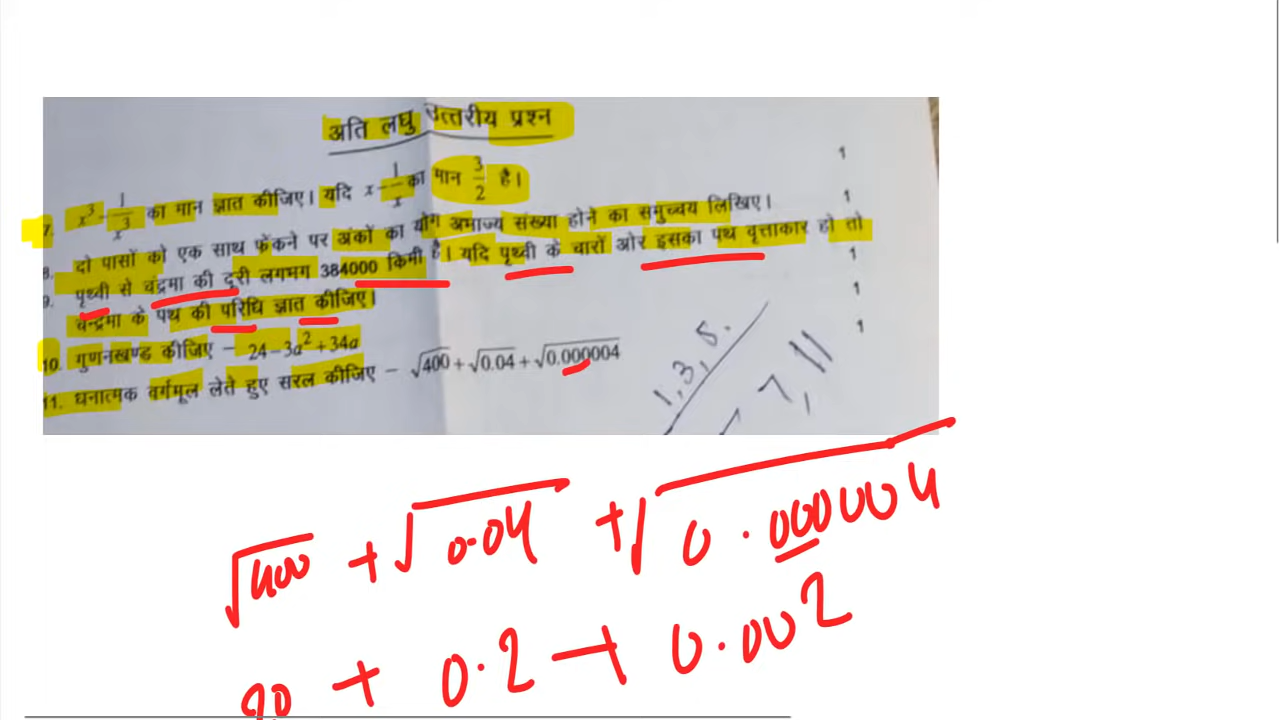 अति लघु उत्तरीय प्रश्न
7. x³ - 1/x³ का मान ज्ञात कीजिए। यदि x - 1/x का मान 3/2 है। 1
8. दो पासों को एक साथ फेंकने पर अंकों का योग अभाज्य संख्या होने का समुच्चय लिखिए। 1
9. पृथ्वी से चंद्रमा की दूरी लगभग 384000 किमी है। यदि पृथ्वी के चारों ओर इसका पथ वृत्ताकार हो तो
चन्द्रमा के पथ की परिधि ज्ञात कीजिए। 1
10. गुणनखण्ड कीजिए – 24-3a²+34a 1
11. धनात्मक वर्गमूल लेते हुए सरल कीजिए – √400+√0.04+√0.000004 1
1,3,5.
7, 11
√400 + √0.04 + √0.000004
20 + 0.2 + 0.002